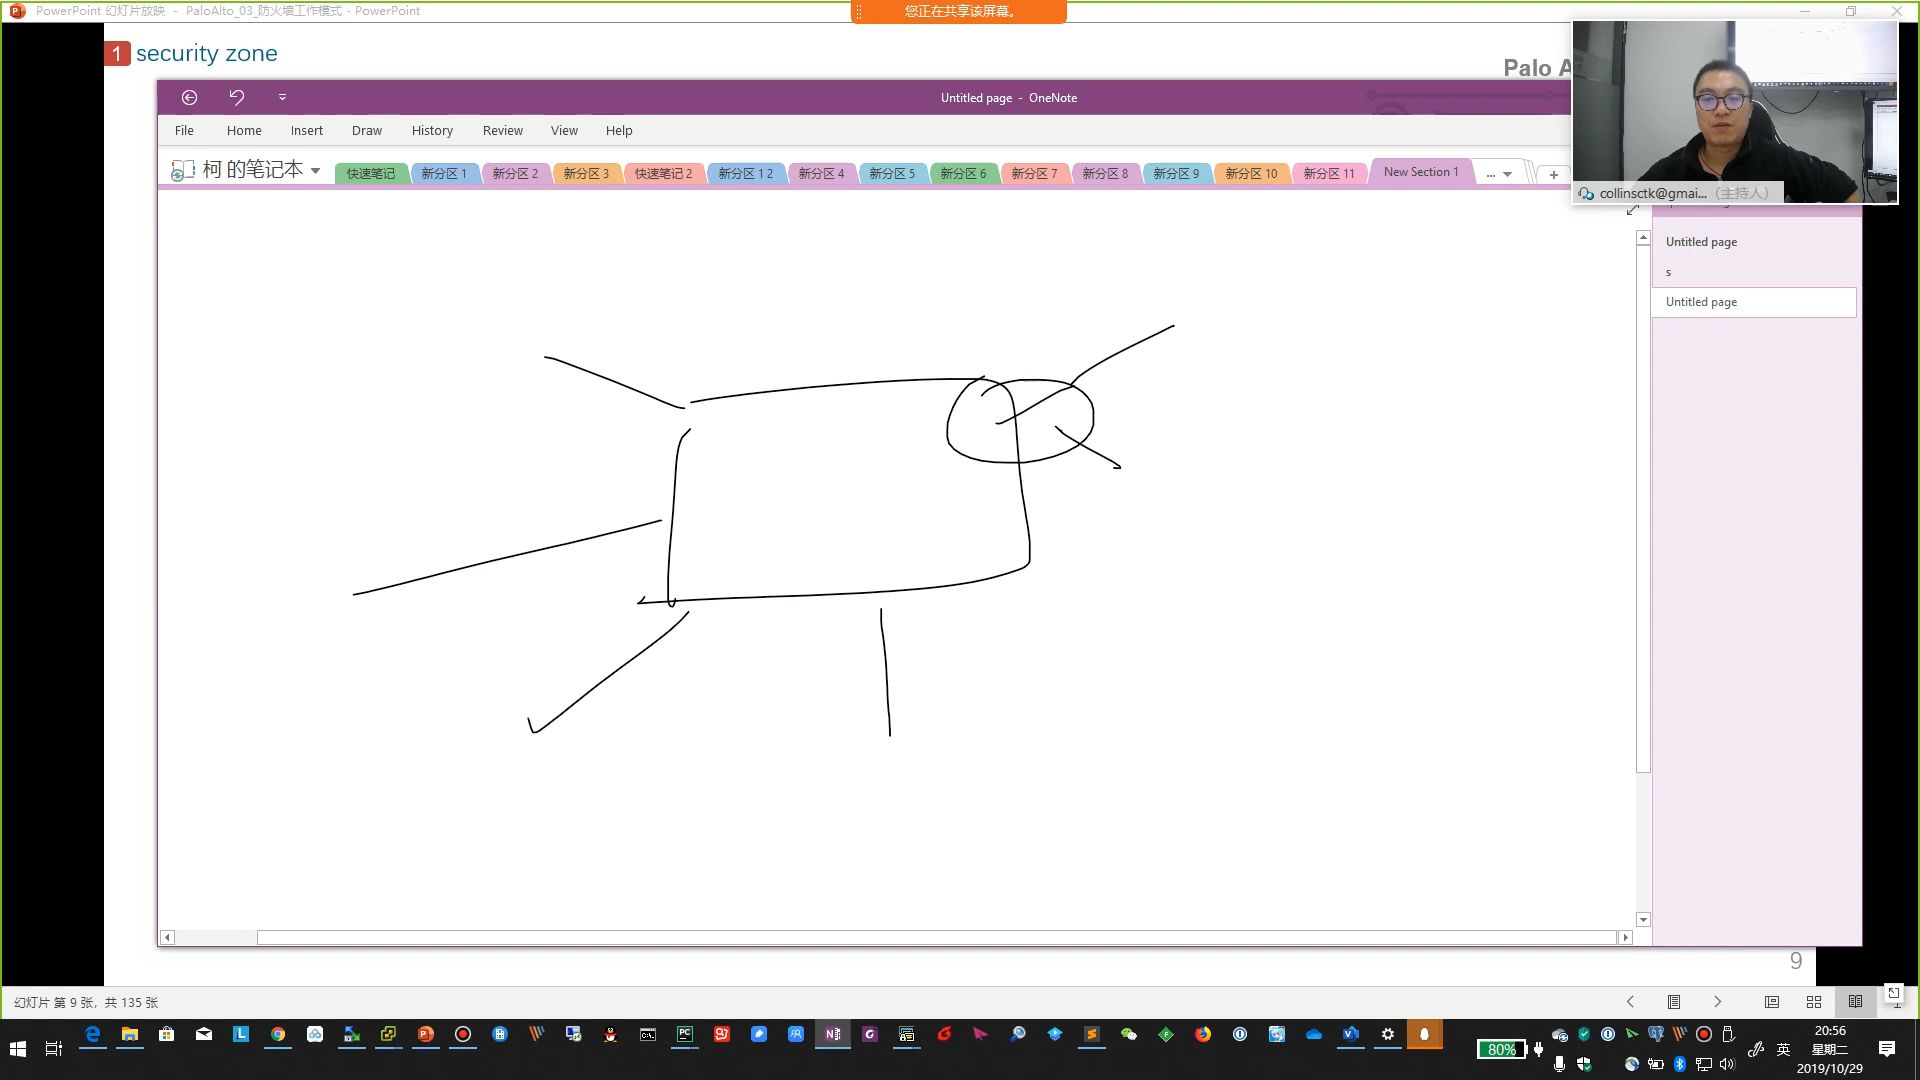 PowerPoint 幻灯片放映 - PaloAlto_03_防火墙工作模式 - PowerPoint
您正在共享该屏幕。
1 security zone
Palo A
Untitled page - OneNote
File Home Insert Draw History Review View Help
柯 的笔记本
快速笔记 新分区 1 新分区 2 新分区 3 快速笔记 2 新分区 1 2 新分区 4 新分区 5 新分区 6 新分区 7 新分区 8 新分区 9 新分区 10 新分区 11 New Section 1 ...
collinsctk@gmai... （主持人）
Untitled page
s
Untitled page
9
幻灯片 第 9 张，共 135 张
80%
英
20:56
星期二
2019/10/29